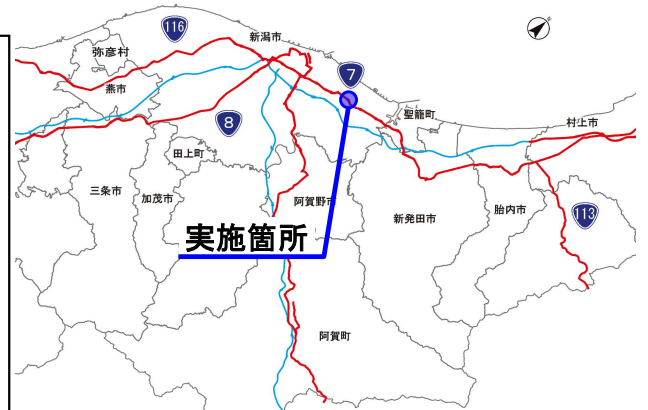 116
新潟市
弥彦村
7
燕市
聖籠町
8
村上市
田上町
三条市
加茂市
阿賀野市
新発田市
胎内市
113
実施箇所
阿賀町